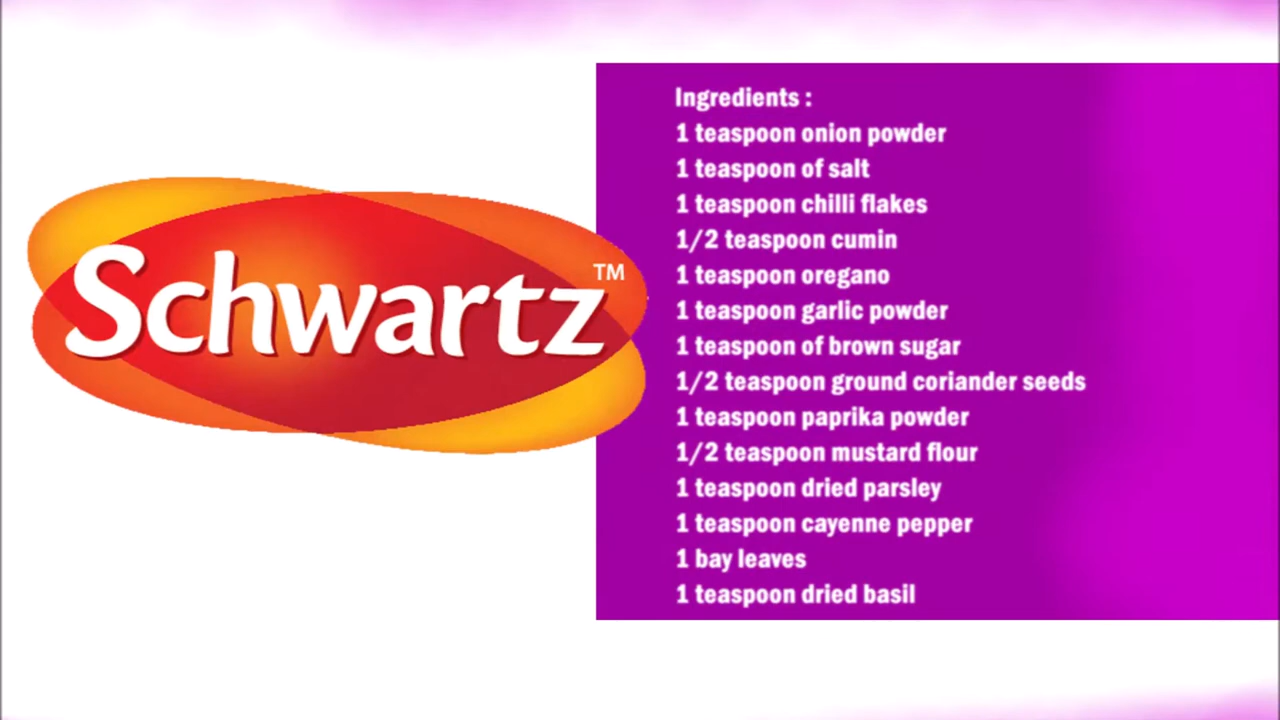 Schwartz™
Ingredients :
1 teaspoon onion powder
1 teaspoon of salt
1 teaspoon chilli flakes
1/2 teaspoon cumin
1 teaspoon oregano
1 teaspoon garlic powder
1 teaspoon of brown sugar
1/2 teaspoon ground coriander seeds
1 teaspoon paprika powder
1/2 teaspoon mustard flour
1 teaspoon dried parsley
1 teaspoon cayenne pepper
1 bay leaves
1 teaspoon dried basil